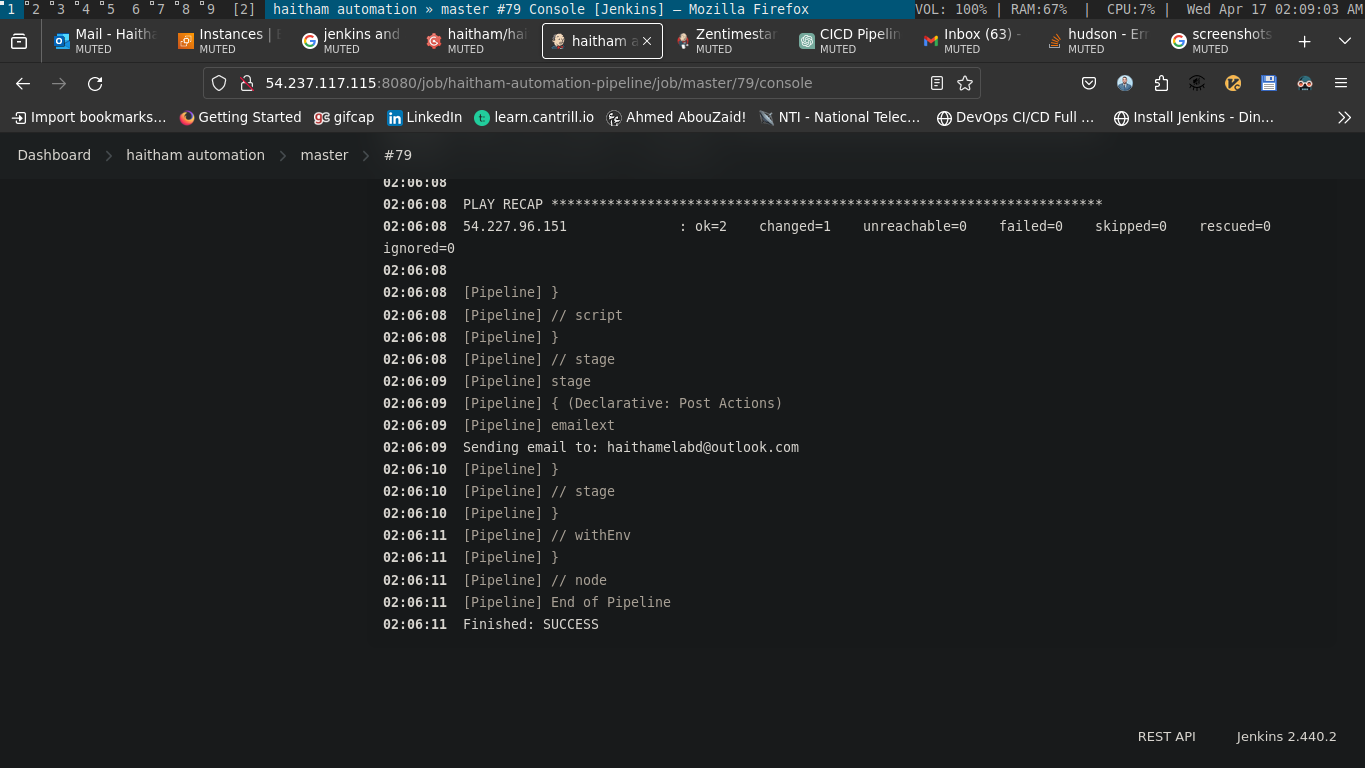 1 2 3 4 5 6 7 8 9 [2] haitham automation » master #79 Console [Jenkins] — Mozilla Firefox VOL: 100% | RAM:67% | CPU:7% | Wed Apr 17 02:09:03 AM
Mail - Haitha Instances | jenkins and haitham/hai haitham a Zentimestar CICD Pipelin Inbox (63) - hudson - Err screenshots
MUTED MUTED MUTED MUTED MUTED MUTED MUTED MUTED MUTED
54.237.117.115:8080/job/haitham-automation-pipeline/job/master/79/console
Import bookmarks... Getting Started gifcap LinkedIn learn.cantrill.io Ahmed AbouZaid! NTI - National Telec... DevOps CI/CD Full ... Install Jenkins - Din...
Dashboard haitham automation master #79
02:06:08
02:06:08 PLAY RECAP *********************************************************************
02:06:08 54.227.96.151 : ok=2 changed=1 unreachable=0 failed=0 skipped=0 rescued=0
ignored=0
02:06:08
02:06:08 [Pipeline] }
02:06:08 [Pipeline] // script
02:06:08 [Pipeline] }
02:06:08 [Pipeline] // stage
02:06:09 [Pipeline] stage
02:06:09 [Pipeline] { (Declarative: Post Actions)
02:06:09 [Pipeline] emailext
02:06:09 Sending email to: haithamelabd@outlook.com
02:06:10 [Pipeline] }
02:06:10 [Pipeline] // stage
02:06:10 [Pipeline] }
02:06:11 [Pipeline] // withEnv
02:06:11 [Pipeline] }
02:06:11 [Pipeline] // node
02:06:11 [Pipeline] End of Pipeline
02:06:11 Finished: SUCCESS
REST API Jenkins 2.440.2